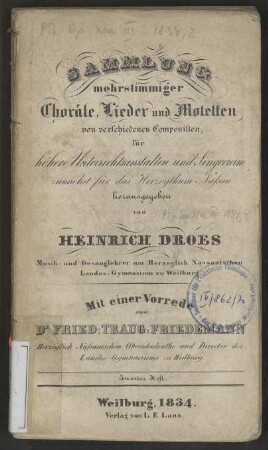 SAMMLUNG
mehrstimmiger
Choräle, Lieder und Motetten
von verschiedenen Componisten,
für
höhere Unterrichtsanstalten und Singverein
zunächst für das Herzogthum Nassau
herausgegeben
von
HEINRICH DROES
Musik- und Gesanglehrer am Herzoglich Nassauischen
Landes-Gymnasium zu Weilburg.
Mit einer Vorrede
von
Dr. FRIED: TRAUG. FRIEDEMANN
Herzoglich Nassauischem Oberschulrathe und Director des
Landes-Gymnasiums zu Weilburg.
Zweites Heft.
Weilburg, 1834.
Verlag von L. E. Lanz.